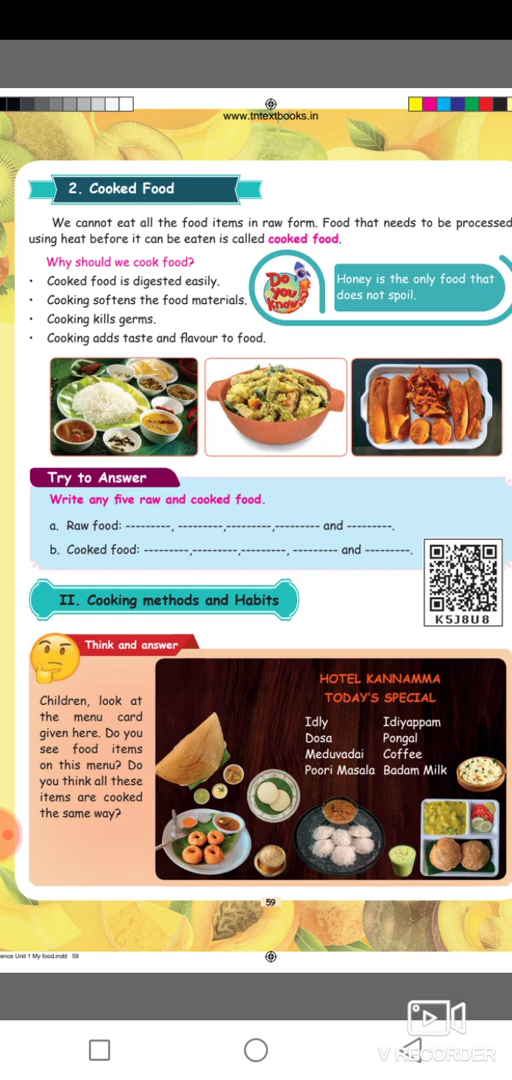 www.tntextbooks.in
2. Cooked Food
We cannot eat all the food items in raw form. Food that needs to be processed
using heat before it can be eaten is called cooked food.
Why should we cook food?
• Cooked food is digested easily.
• Cooking softens the food materials.
• Cooking kills germs.
• Cooking adds taste and flavour to food.
Do
you
know?
Honey is the only food that
does not spoil.
Try to Answer
Write any five raw and cooked food.
a. Raw food: ---------, ---------,---------,--------- and ---------.
b. Cooked food: ---------,---------,---------, --------- and ---------.
K5J8U8
II. Cooking methods and Habits
Think and answer
Children, look at
the menu card
given here. Do you
see food items
on this menu? Do
you think all these
items are cooked
the same way?
HOTEL KANNAMMA
TODAY'S SPECIAL
Idly Idiyappam
Dosa Pongal
Meduvadai Coffee
Poori Masala Badam Milk
59
ence Unit 1 My food.indd 59
V RECORDER